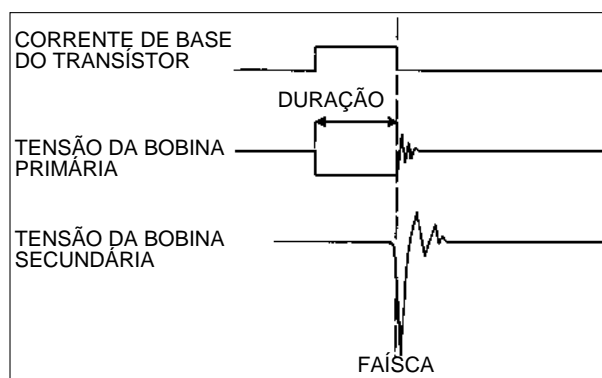 CORRENTE DE BASE
DO TRANSÍSTOR
DURAÇÃO
TENSÃO DA BOBINA
PRIMÁRIA
TENSÃO DA BOBINA
SECUNDÁRIA
FAÍSCA